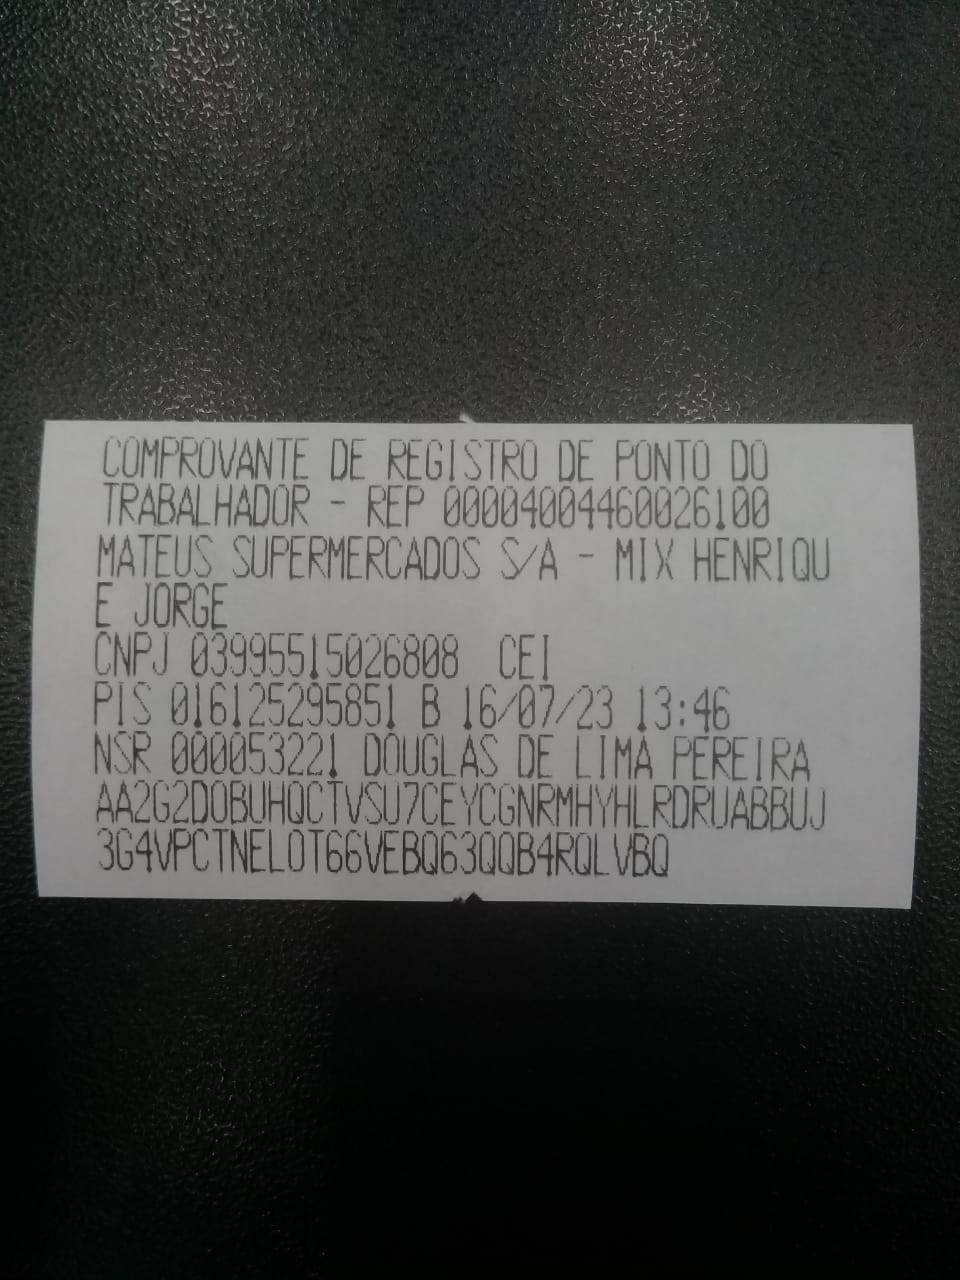 COMPROVANTE DE REGISTRO DE PONTO DO
TRABALHADOR - REP 00004004460026100
MATEUS SUPERMERCADOS S/A - MIX HENRIQU
E JORGE
CNPJ 03995515026808 CEI
PIS 016125295851 B 16/07/23 13:46
NSR 000053221 DOUGLAS DE LIMA PEREIRA
AA2G2DOBUHQCTVSU7CEYCGNRMHYHLRDRUABBUJ
3G4VPCTNELOT66VEBQ63QQB4RQLVBQ